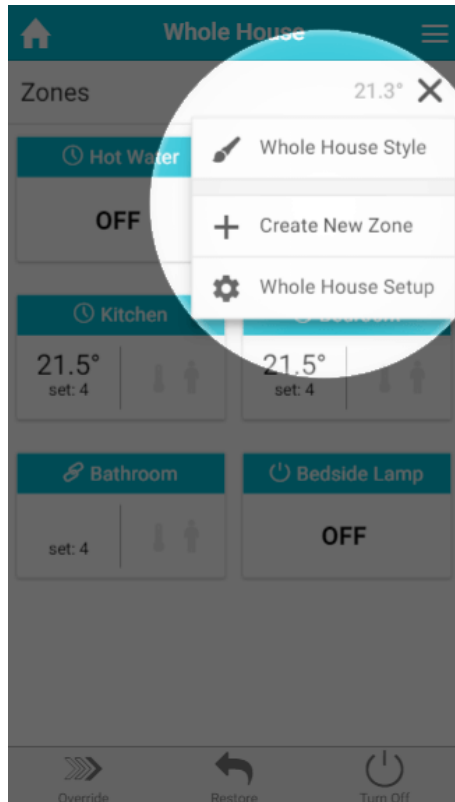 Whole House
Zones
21.3°
Whole House Style
Create New Zone
Whole House Setup
Hot Water
OFF
Kitchen
21.5°
set: 4
Bedroom
21.5°
set: 4
Bathroom
set: 4
Bedside Lamp
OFF
Override
Restore
Turn Off